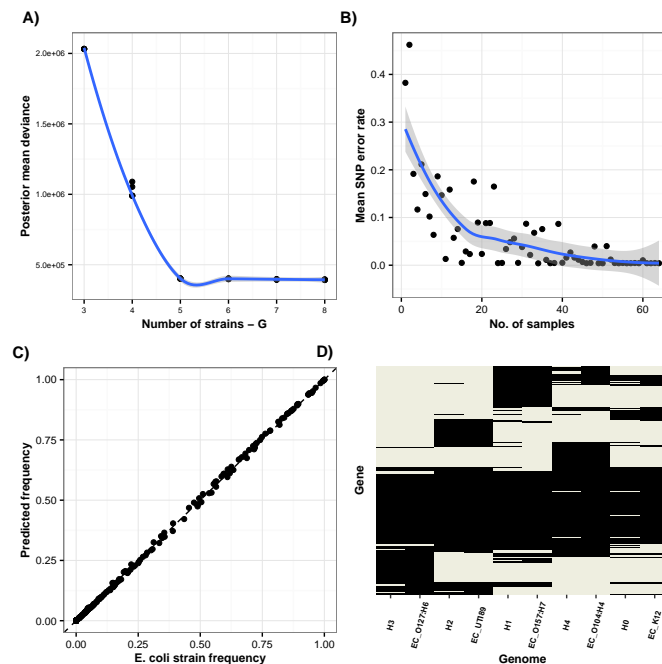 A)
2.0e+06
1.5e+06
1.0e+06
5.0e+05
Posterior mean deviance
3 4 5 6 7 8
Number of strains – G
B)
0.4
0.3
0.2
0.1
0.0
Mean SNP error rate
0 20 40 60
No. of samples
C)
1.00
0.75
0.50
0.25
0.00
Predicted frequency
0.00 0.25 0.50 0.75 1.00
E. coli strain frequency
D)
Gene
H3
EC_O127:H6
H2
EC_UTI89
H1
EC_O157:H7
H4
EC_O104:H4
H0
EC_K12
Genome